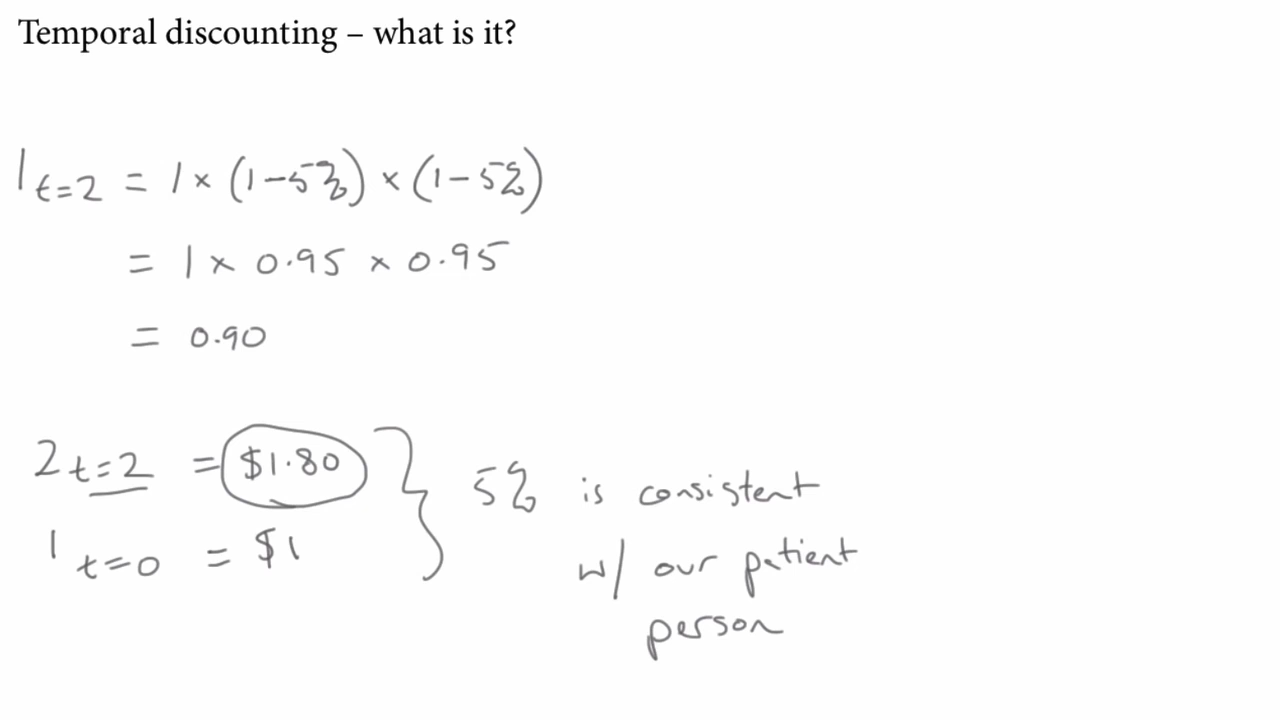 Temporal discounting – what is it?
1 t=2 = 1 × (1-5%) × (1-5%)
= 1 × 0.95 × 0.95
= 0.90
2 t=2 = $1.80
1 t=0 = $1
5% is consistent
w/ our patient
person